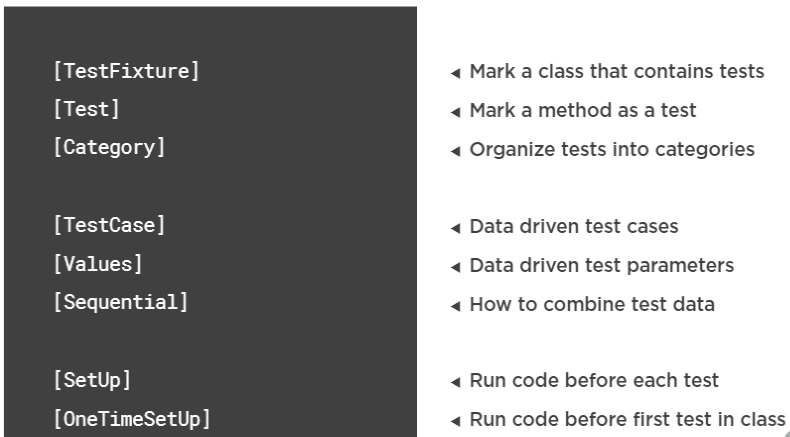 [TestFixture] ◄ Mark a class that contains tests
[Test] ◄ Mark a method as a test
[Category] ◄ Organize tests into categories
[TestCase] ◄ Data driven test cases
[Values] ◄ Data driven test parameters
[Sequential] ◄ How to combine test data
[SetUp] ◄ Run code before each test
[OneTimeSetUp] ◄ Run code before first test in class